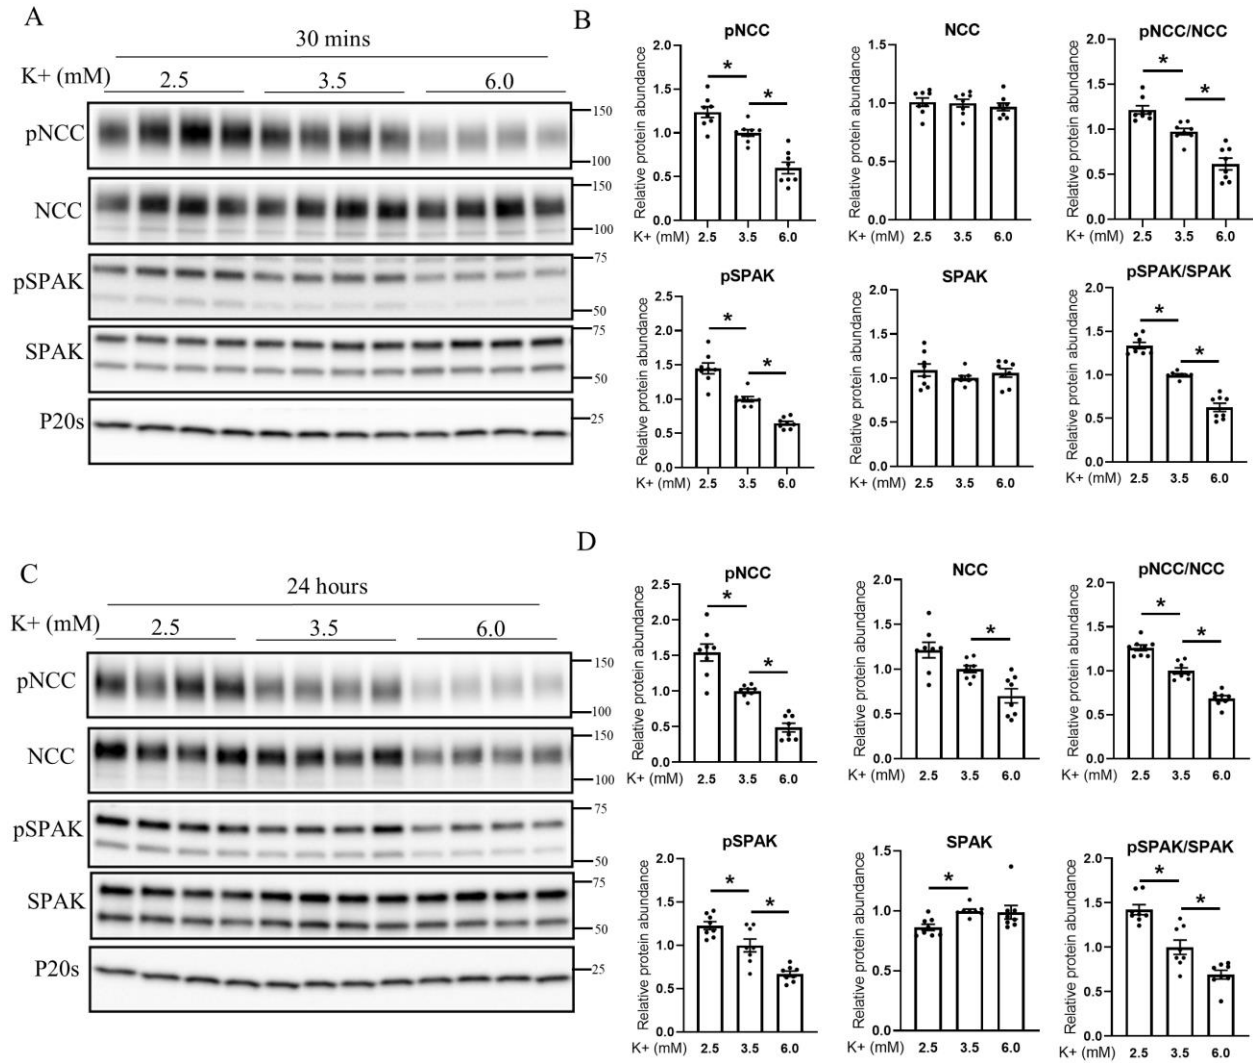 A
30 mins
K+ (mM) 2.5 3.5 6.0
pNCC
150
100
NCC
150
100
pSPAK
75
50
SPAK
75
50
P20s
25
B
pNCC
Relative protein abundance
2.0
1.5
1.0
0.5
0.0
* *
K+ (mM) 2.5 3.5 6.0
NCC
Relative protein abundance
1.5
1.0
0.5
0.0
K+ (mM) 2.5 3.5 6.0
pNCC/NCC
Relative protein abundance
2.0
1.5
1.0
0.5
0.0
* *
K+ (mM) 2.5 3.5 6.0
pSPAK
Relative protein abundance
2.5
1.5
1.0
0.5
0.0
* *
K+ (mM) 2.5 3.5 6.0
SPAK
Relative protein abundance
2.0
1.5
1.0
0.5
0.0
K+ (mM) 2.5 3.5 6.0
pSPAK/SPAK
Relative protein abundance
2.0
1.5
1.0
0.5
0.0
* *
K+ (mM) 2.5 3.5 6.0
C
24 hours
K+ (mM) 2.5 3.5 6.0
pNCC
150
100
NCC
150
100
pSPAK
75
50
SPAK
75
50
P20s
25
D
pNCC
Relative protein abundance
2.5
2.0
1.5
1.0
0.5
0.0
* *
K+ (mM) 2.5 3.5 6.0
NCC
Relative protein abundance
2.0
1.5
1.0
0.5
0.0
*
K+ (mM) 2.5 3.5 6.0
pNCC/NCC
Relative protein abundance
2.0
1.5
1.0
0.5
0.0
* *
K+ (mM) 2.5 3.5 6.0
pSPAK
Relative protein abundance
2.0
1.5
1.0
0.5
0.0
* *
K+ (mM) 2.5 3.5 6.0
SPAK
Relative protein abundance
1.5
1.0
0.5
0.0
*
K+ (mM) 2.5 3.5 6.0
pSPAK/SPAK
Relative protein abundance
2.0
1.5
1.0
0.5
0.0
* *
K+ (mM) 2.5 3.5 6.0